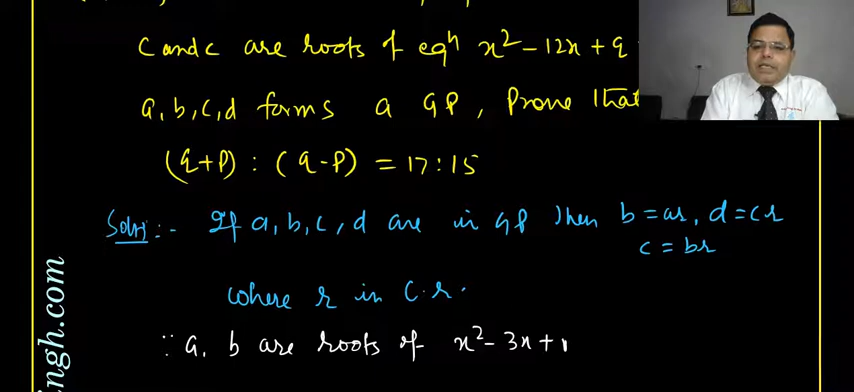 C and c are roots of eqn x² - 12x + q
a, b, c, d forms a GP, Prove that
(q+p) : (q-p) = 17:15
Soln:- If a, b, c, d are in GP then b = ar, d = cr
c = br
where r in C.r.
∵ a, b are roots of x² - 3x + 
ngh.com